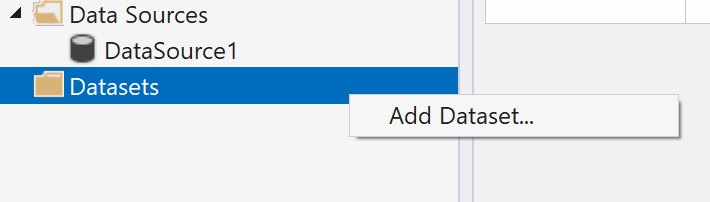 Data Sources
DataSource1
Datasets
Add Dataset...